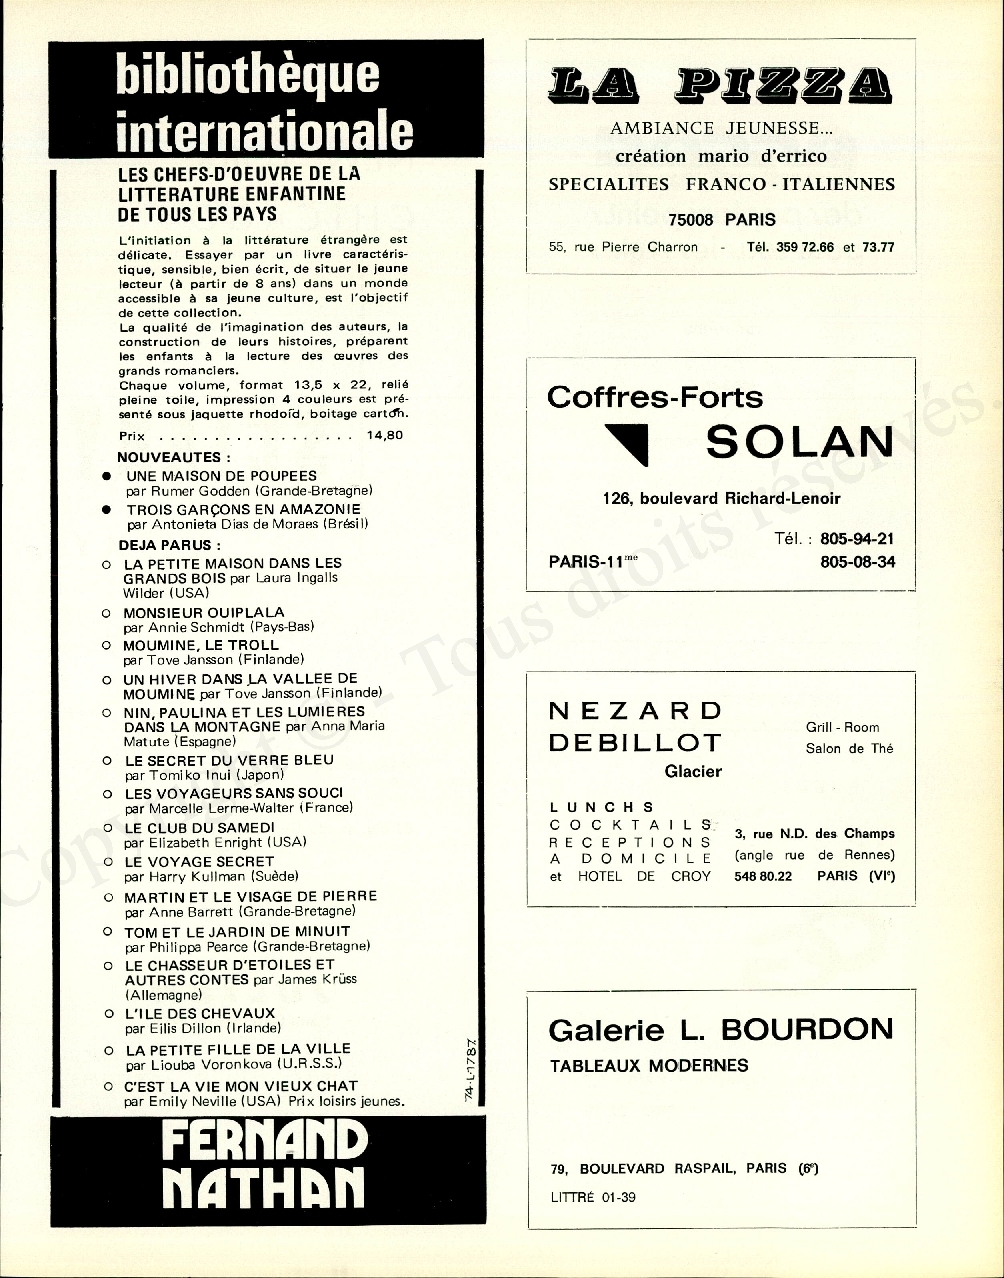 bibliothèque
internationale
LES CHEFS-D'OEUVRE DE LA
LITTERATURE ENFANTINE
DE TOUS LES PAYS
L'initiation à la littérature étrangère est
délicate. Essayer par un livre caractéris-
tique, sensible, bien écrit, de situer le jeune
lecteur (à partir de 8 ans) dans un monde
accessible à sa jeune culture, est l'objectif
de cette collection.
La qualité de l'imagination des auteurs, la
construction de leurs histoires, préparent
les enfants à la lecture des œuvres des
grands romanciers.
Chaque volume, format 13,5 x 22, relié
pleine toile, impression 4 couleurs est pré-
senté sous jaquette rhodoïd, boitage carton.
Prix . . . . . . . . . . . . . . . . . . 14,80
NOUVEAUTES :
● UNE MAISON DE POUPEES
par Rumer Godden (Grande-Bretagne)
● TROIS GARÇONS EN AMAZONIE
par Antonieta Dias de Moraes (Brésil)
DEJA PARUS :
○ LA PETITE MAISON DANS LES
GRANDS BOIS par Laura Ingalls
Wilder (USA)
○ MONSIEUR OUIPLALA
par Annie Schmidt (Pays-Bas)
○ MOUMINE, LE TROLL
par Tove Jansson (Finlande)
○ UN HIVER DANS LA VALLEE DE
MOUMINE par Tove Jansson (Finlande)
○ NIN, PAULINA ET LES LUMIERES
DANS LA MONTAGNE par Anna Maria
Matute (Espagne)
○ LE SECRET DU VERRE BLEU
par Tomiko Inui (Japon)
○ LES VOYAGEURS SANS SOUCI
par Marcelle Lerme-Walter (France)
○ LE CLUB DU SAMEDI
par Elizabeth Enright (USA)
○ LE VOYAGE SECRET
par Harry Kullman (Suède)
○ MARTIN ET LE VISAGE DE PIERRE
par Anne Barrett (Grande-Bretagne)
○ TOM ET LE JARDIN DE MINUIT
par Philippa Pearce (Grande-Bretagne)
○ LE CHASSEUR D'ETOILES ET
AUTRES CONTES par James Krüss
(Allemagne)
○ L'ILE DES CHEVAUX
par Eilis Dillon (Irlande)
○ LA PETITE FILLE DE LA VILLE
par Liouba Voronkova (U.R.S.S.)
○ C'EST LA VIE MON VIEUX CHAT
par Emily Neville (USA) Prix loisirs jeunes.
74-L-1787
FERNAND
NATHAN
LA PIZZA
AMBIANCE JEUNESSE...
création mario d'errico
SPECIALITES FRANCO - ITALIENNES
75008 PARIS
55, rue Pierre Charron - Tél. 359 72.66 et 73.77
Coffres-Forts
SOLAN
126, boulevard Richard-Lenoir
Tél. : 805-94-21
PARIS-11me 805-08-34
NEZARD
DEBILLOT
Glacier
Grill - Room
Salon de Thé
LUNCHS
COCKTAILS
RECEPTIONS
A DOMICILE
et HOTEL DE CROY
3, rue N.D. des Champs
(angle rue de Rennes)
548 80.22 PARIS (VIe)
Galerie L. BOURDON
TABLEAUX MODERNES
79, BOULEVARD RASPAIL, PARIS (6e)
LITTRÉ 01-39
Copyright © - Tous droits réservés.